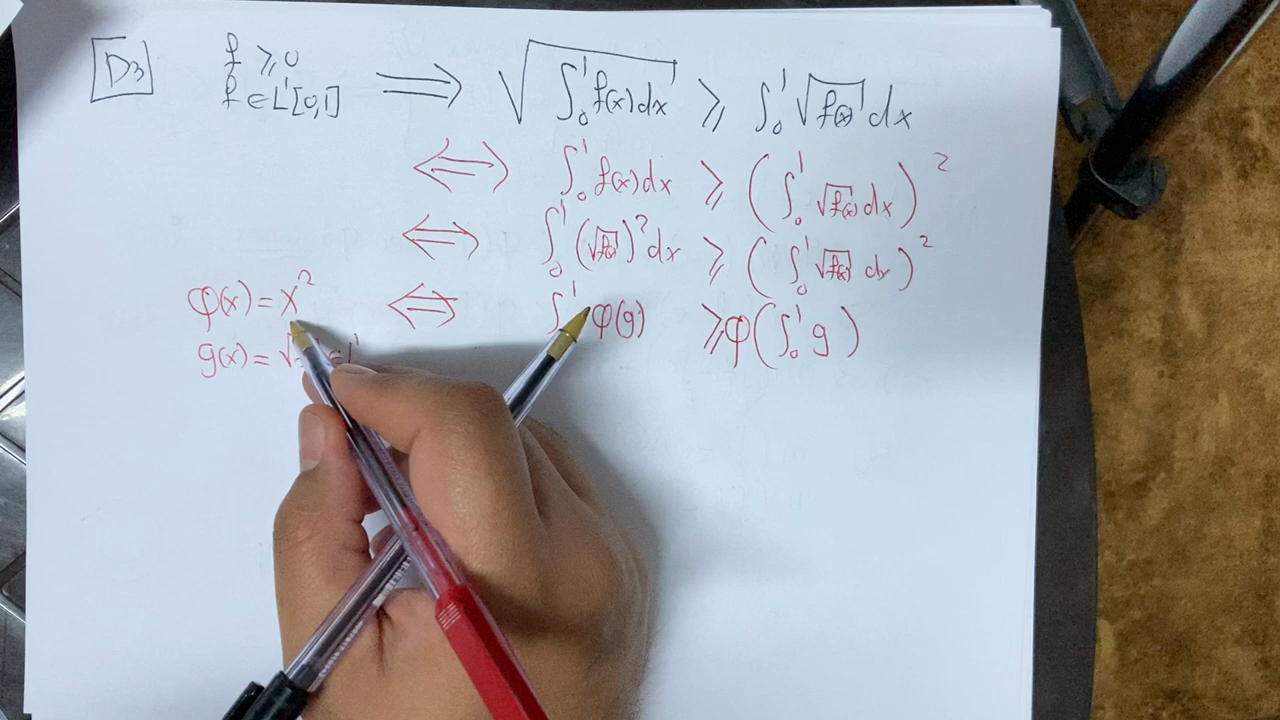 D3 f ≥ 0
f ∈ L¹[0,1] ⟹ √(∫₀¹ f(x)dx) ≥ ∫₀¹ √f(x) dx
⟺ ∫₀¹ f(x)dx ≥ (∫₀¹ √f(x) dx)²
⟺ ∫₀¹ (√f(x))² dx ≥ (∫₀¹ √f(x) dx)²
φ(x) = x² ⟺ ∫₀¹ φ(g) ≥ φ(∫₀¹ g)
g(x) = √